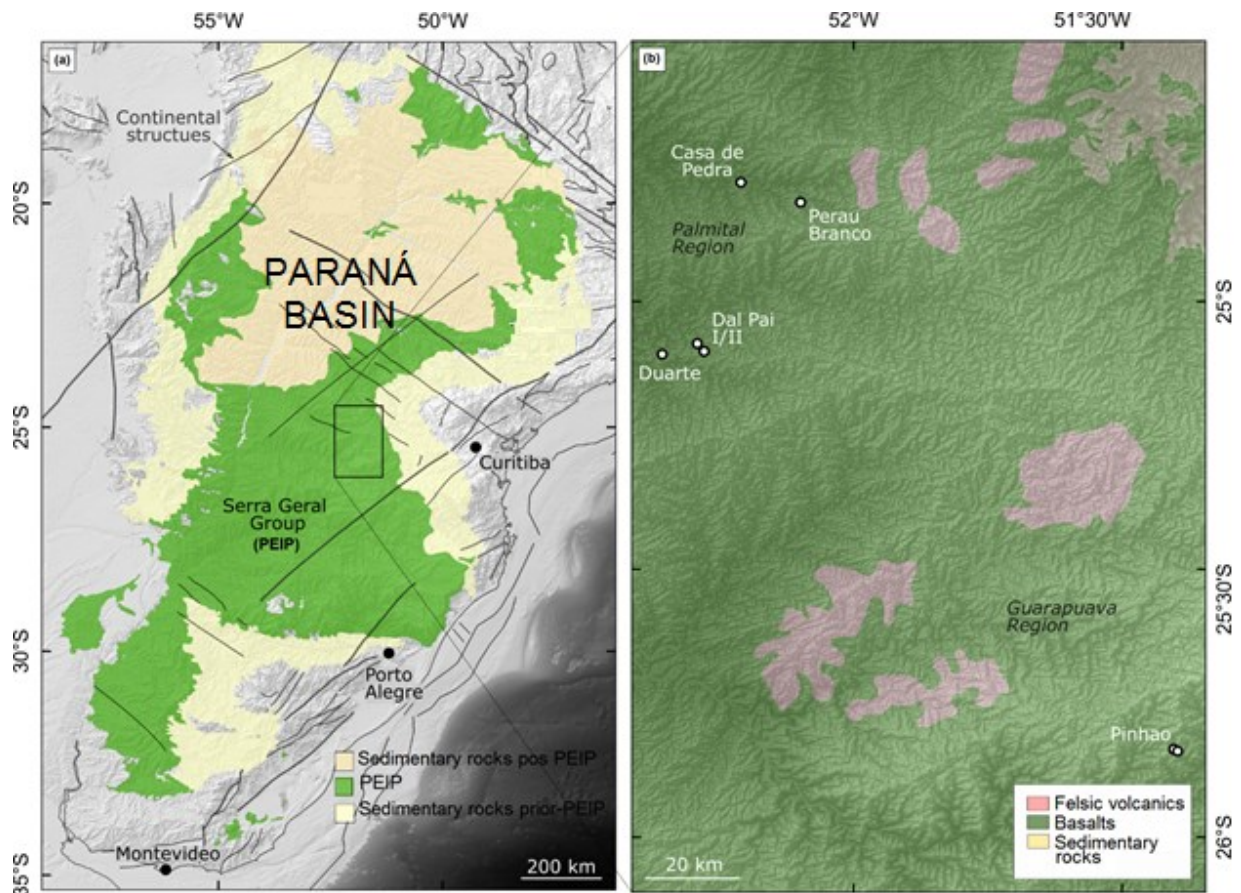 55°W
50°W
52°W
51°30'W
(a)
Continental
structues
20°S
25°S
30°S
35°S
PARANÁ
BASIN
Curitiba
Serra Geral
Group
(PEIP)
Porto
Alegre
Sedimentary rocks pos PEIP
PEIP
Sedimentary rocks prior-PEIP
Montevideo
200 km
(b)
Casa de
Pedra
Perau
Branco
Palmital
Region
Dal Pai
I/II
Duarte
25°S
25°30'S
26°S
Guarapuava
Region
Pinhao
Felsic volcanics
Basalts
Sedimentary
rocks
20 km